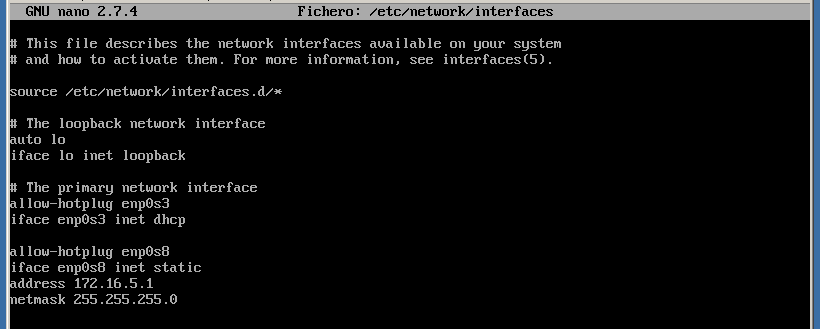 GNU nano 2.7.4 Fichero: /etc/network/interfaces
# This file describes the network interfaces available on your system
# and how to activate them. For more information, see interfaces(5).
source /etc/network/interfaces.d/*
# The loopback network interface
auto lo
iface lo inet loopback
# The primary network interface
allow-hotplug enp0s3
iface enp0s3 inet dhcp
allow-hotplug enp0s8
iface enp0s8 inet static
address 172.16.5.1
netmask 255.255.255.0